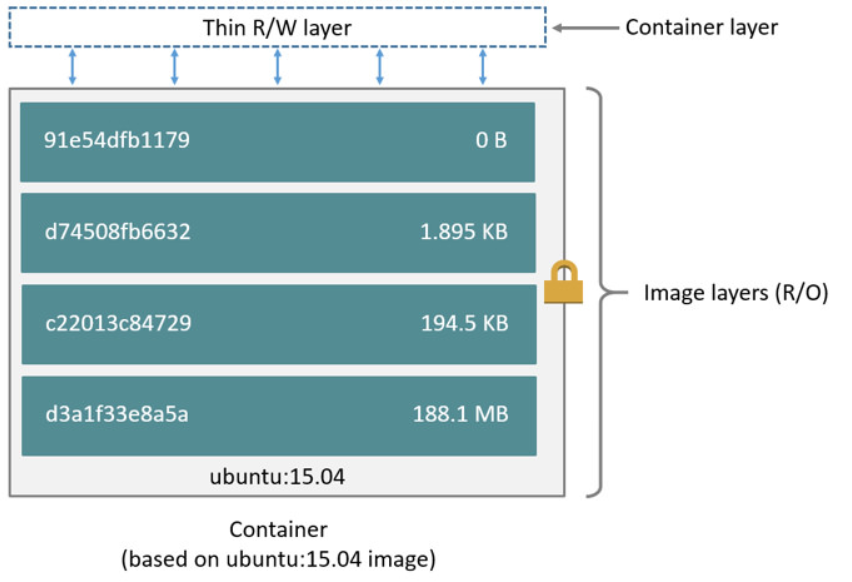 Thin R/W layer
Container layer
91e54dfb1179 0 B
d74508fb6632 1.895 KB
c22013c84729 194.5 KB
Image layers (R/O)
d3a1f33e8a5a 188.1 MB
ubuntu:15.04
Container
(based on ubuntu:15.04 image)